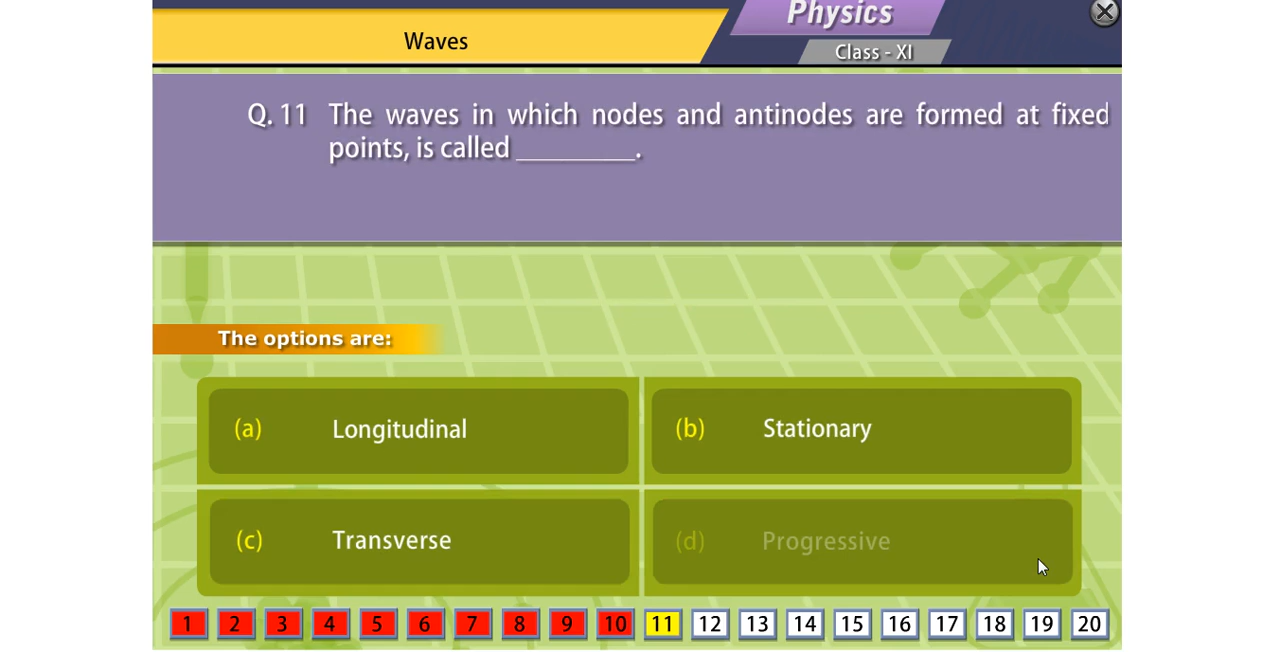 Waves
Physics
Class - XI
Q. 11 The waves in which nodes and antinodes are formed at fixed
points, is called _________.
The options are:
(a) Longitudinal
(b) Stationary
(c) Transverse
(d) Progressive
1 2 3 4 5 6 7 8 9 10 11 12 13 14 15 16 17 18 19 20